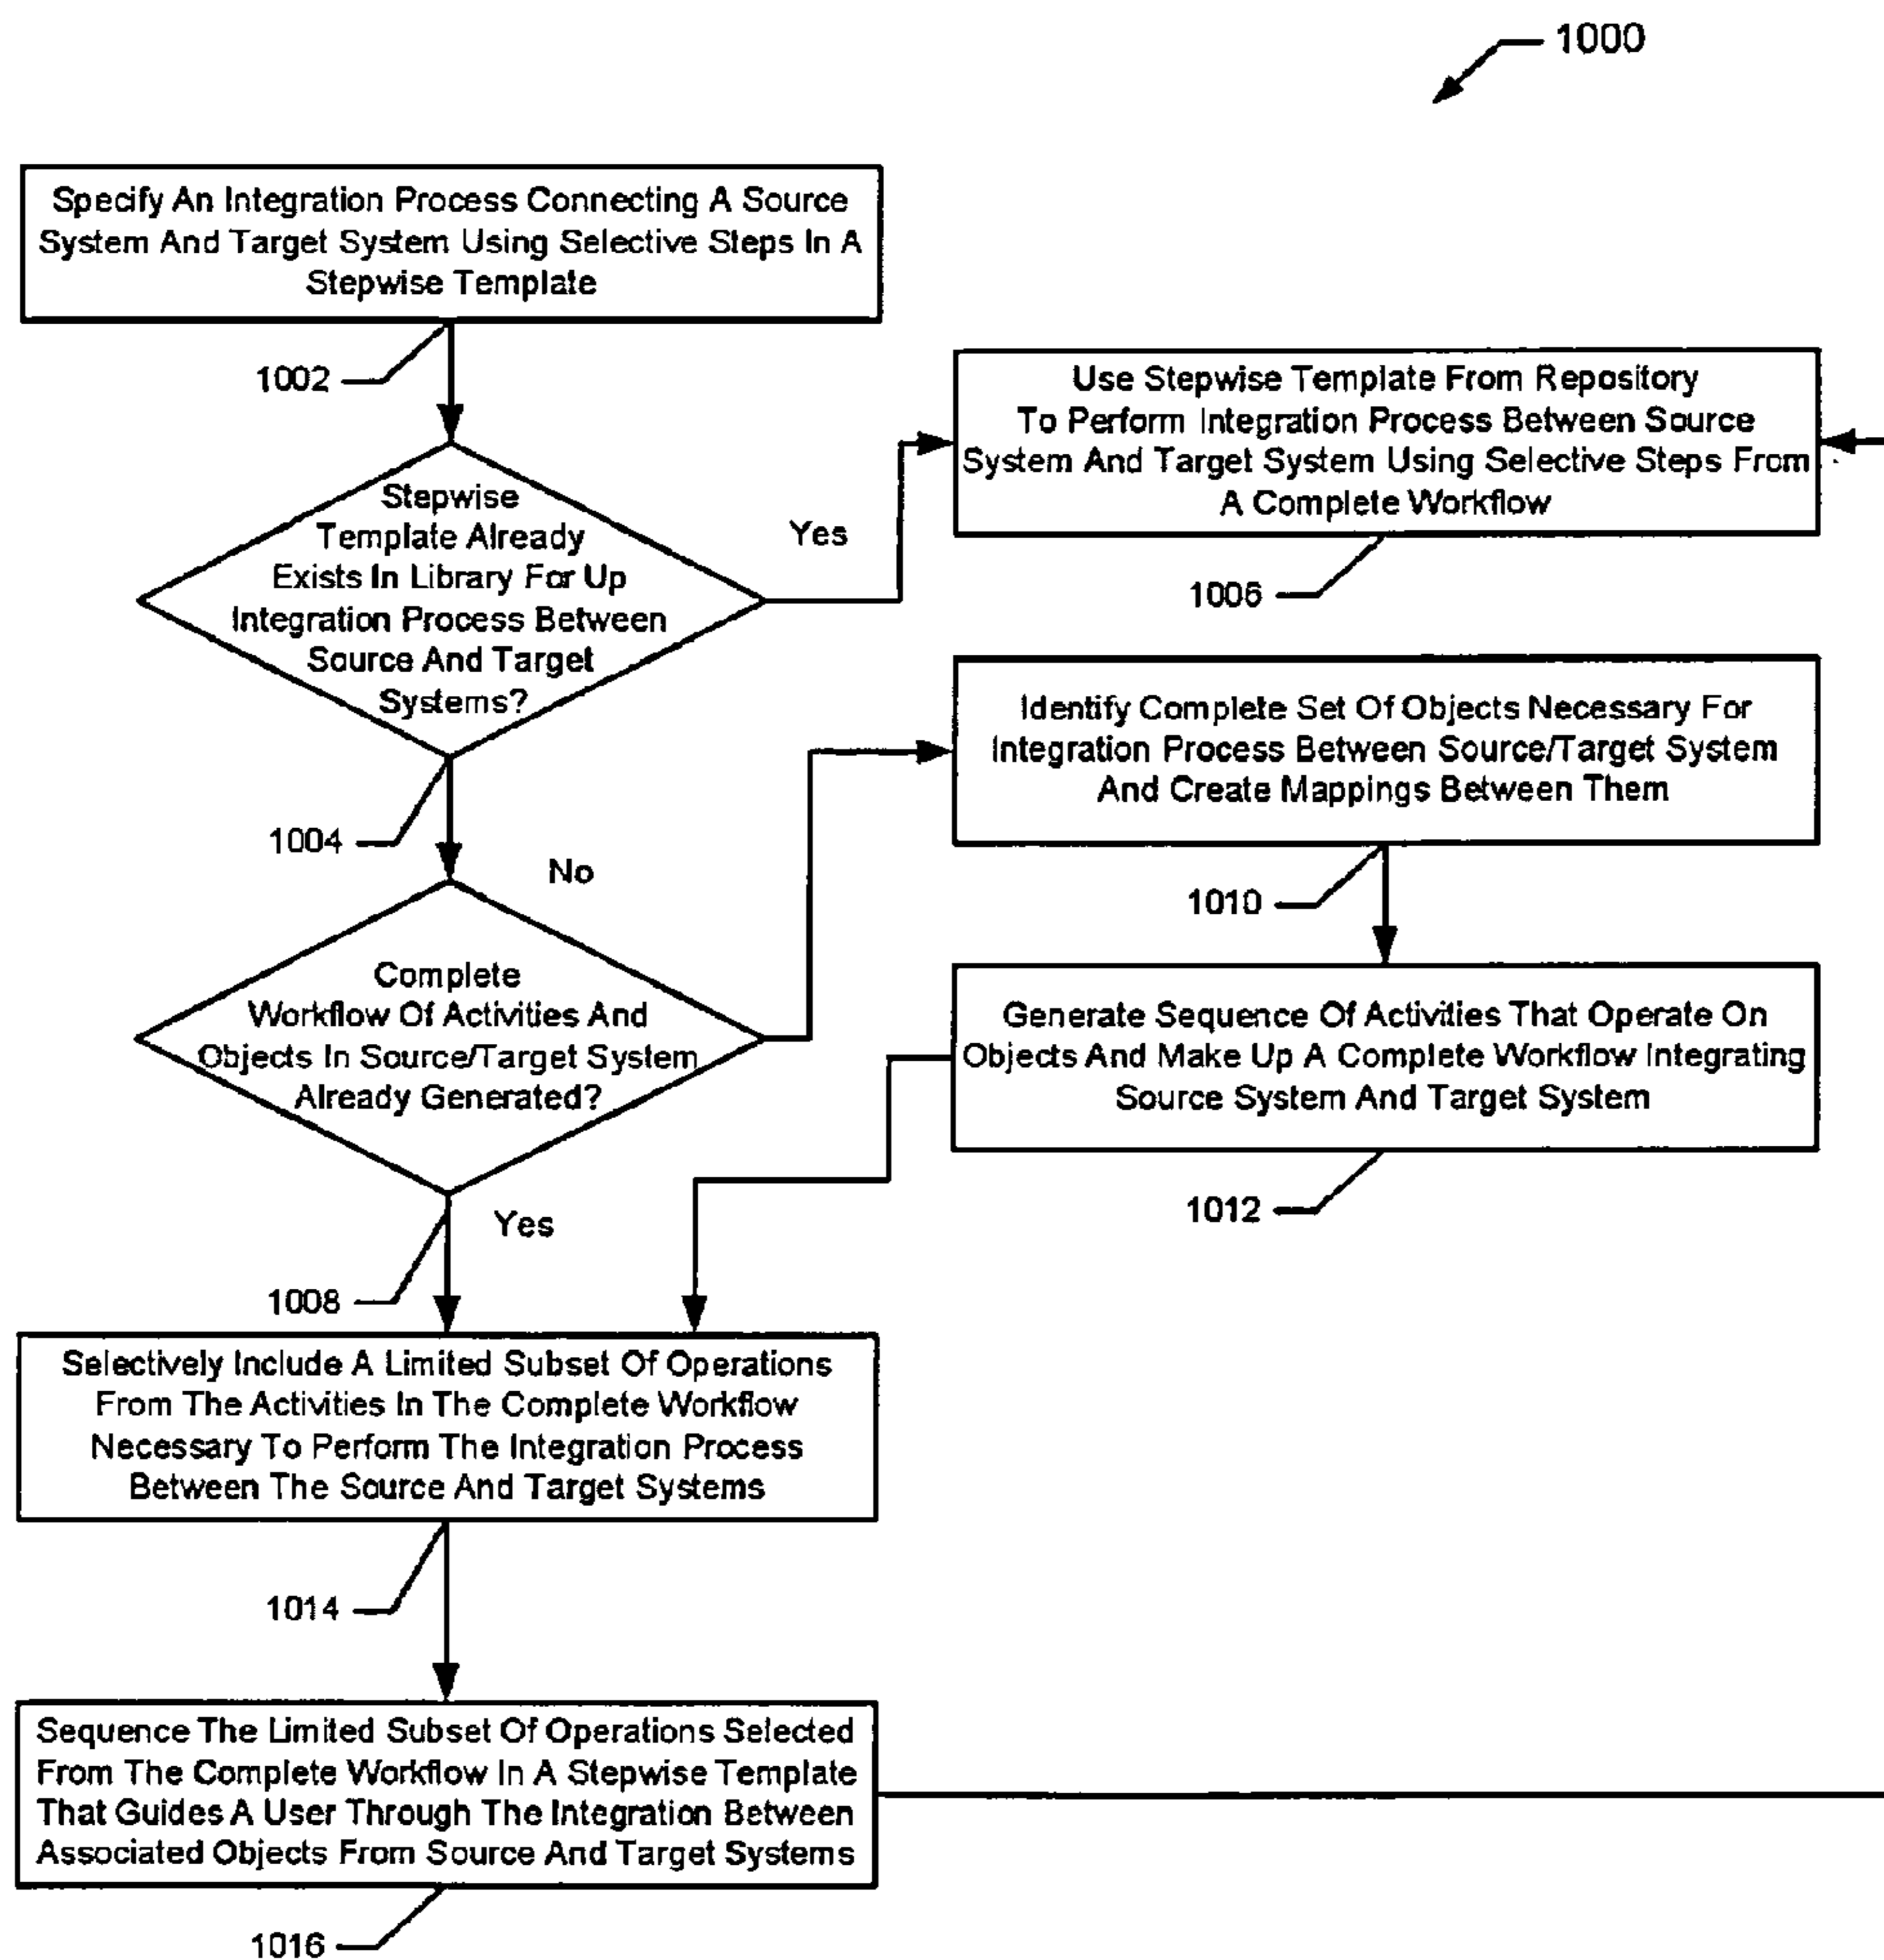 1000
Specify An Integration Process Connecting A Source
System And Target System Using Selective Steps In A
Stepwise Template
1002
Use Stepwise Template From Repository
To Perform Integration Process Between Source
System And Target System Using Selective Steps From
A Complete Workflow
1006
Stepwise
Template Already
Exists In Library For Up
Integration Process Between
Source And Target
Systems?
Yes
1004
No
Identify Complete Set Of Objects Necessary For
Integration Process Between Source/Target System
And Create Mappings Between Them
1010
Complete
Workflow Of Activities And
Objects In Source/Target System
Already Generated?
Yes
1008
Generate Sequence Of Activities That Operate On
Objects And Make Up A Complete Workflow Integrating
Source System And Target System
1012
Selectively Include A Limited Subset Of Operations
From The Activities In The Complete Workflow
Necessary To Perform The Integration Process
Between The Source And Target Systems
1014
Sequence The Limited Subset Of Operations Selected
From The Complete Workflow In A Stepwise Template
That Guides A User Through The Integration Between
Associated Objects From Source And Target Systems
1016